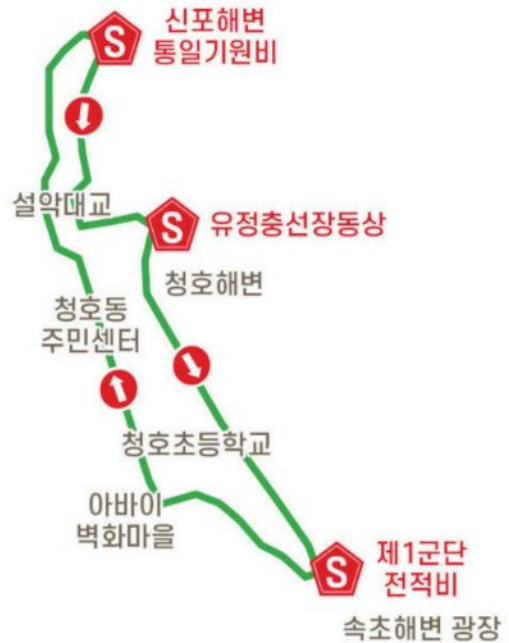 S
신포해변
통일기원비
설악대교
S
유정충선장동상
청호해변
청호동
주민센터
청호초등학교
아바이
벽화마을
S
제1군단
전적비
속초해변 광장